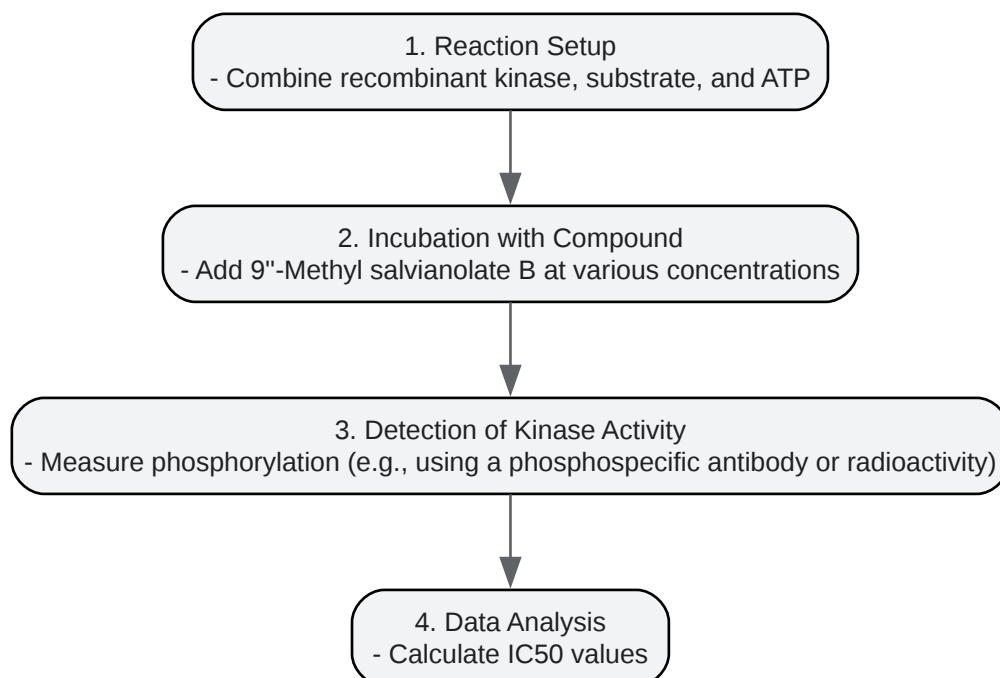 1. Reaction Setup
- Combine recombinant kinase, substrate, and ATP
2. Incubation with Compound
- Add 9"-Methyl salvianolate B at various concentrations
3. Detection of Kinase Activity
- Measure phosphorylation (e.g., using a phosphospecific antibody or radioactivity)
4. Data Analysis
- Calculate IC50 values